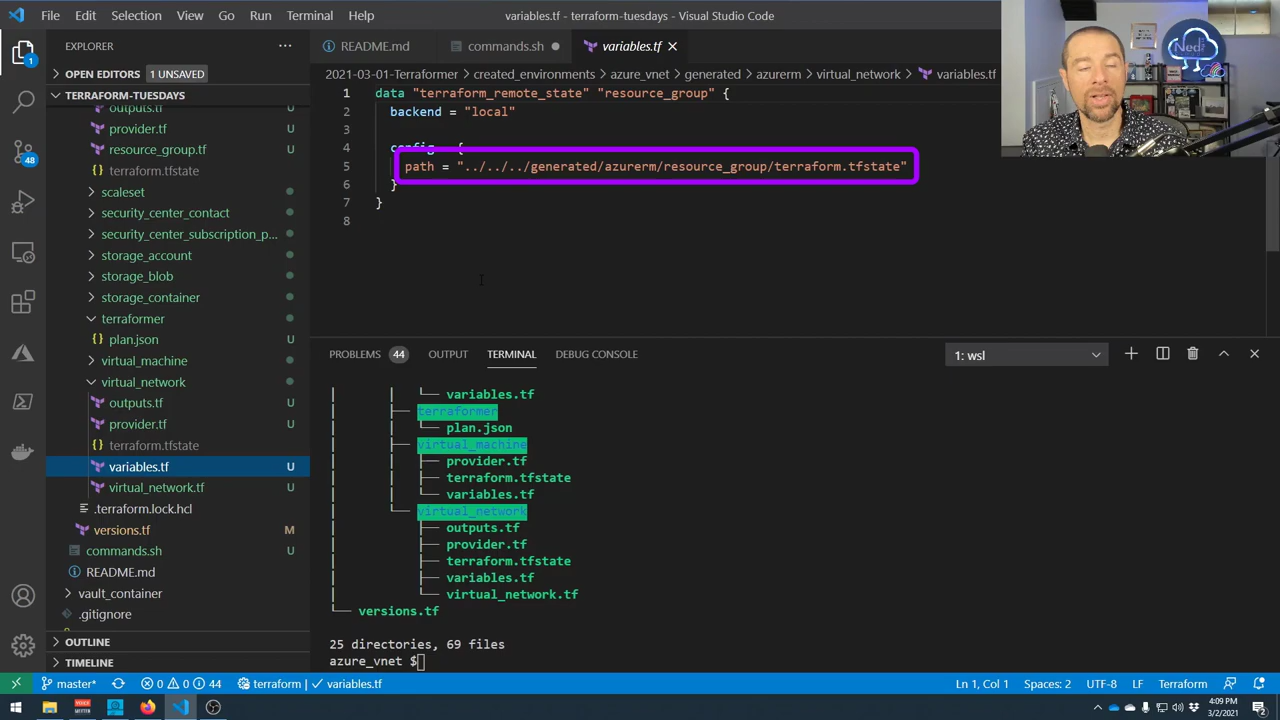 File Edit Selection View Go Run Terminal Help
variables.tf - terraform-tuesdays - Visual Studio Code
Ned
EXPLORER
README.md
commands.sh
variables.tf
OPEN EDITORS 1 UNSAVED
2021-03-01-Terraformer > created_environments > azure_vnet > generated > azurerm > virtual_network > variables.tf
TERRAFORM-TUESDAYS
outputs.tf U
provider.tf U
resource_group.tf U
terraform.tfstate
scaleset
security_center_contact
security_center_subscription_p...
storage_account
storage_blob
storage_container
terraformer
plan.json U
virtual_machine
virtual_network
outputs.tf U
provider.tf U
terraform.tfstate
variables.tf U
virtual_network.tf U
.terraform.lock.hcl
versions.tf M
commands.sh U
README.md
vault_container
.gitignore
OUTLINE
TIMELINE
1 data "terraform_remote_state" "resource_group" {
2 backend = "local"
3
4 config = {
5 path = "../../../generated/azurerm/resource_group/terraform.tfstate"
6 }
7 }
8
PROBLEMS 44 OUTPUT TERMINAL DEBUG CONSOLE
1: wsl
│ │ └── variables.tf
│ ├── terraformer
│ │ └── plan.json
│ ├── virtual_machine
│ │ ├── provider.tf
│ │ ├── terraform.tfstate
│ │ └── variables.tf
│ └── virtual_network
│ ├── outputs.tf
│ ├── provider.tf
│ ├── terraform.tfstate
│ ├── variables.tf
│ └── virtual_network.tf
└── versions.tf
25 directories, 69 files
azure_vnet $
1
48
master* 0 0 44 terraform | ✓ variables.tf
Ln 1, Col 1 Spaces: 2 UTF-8 LF Terraform
4:09 PM
3/2/2021
2